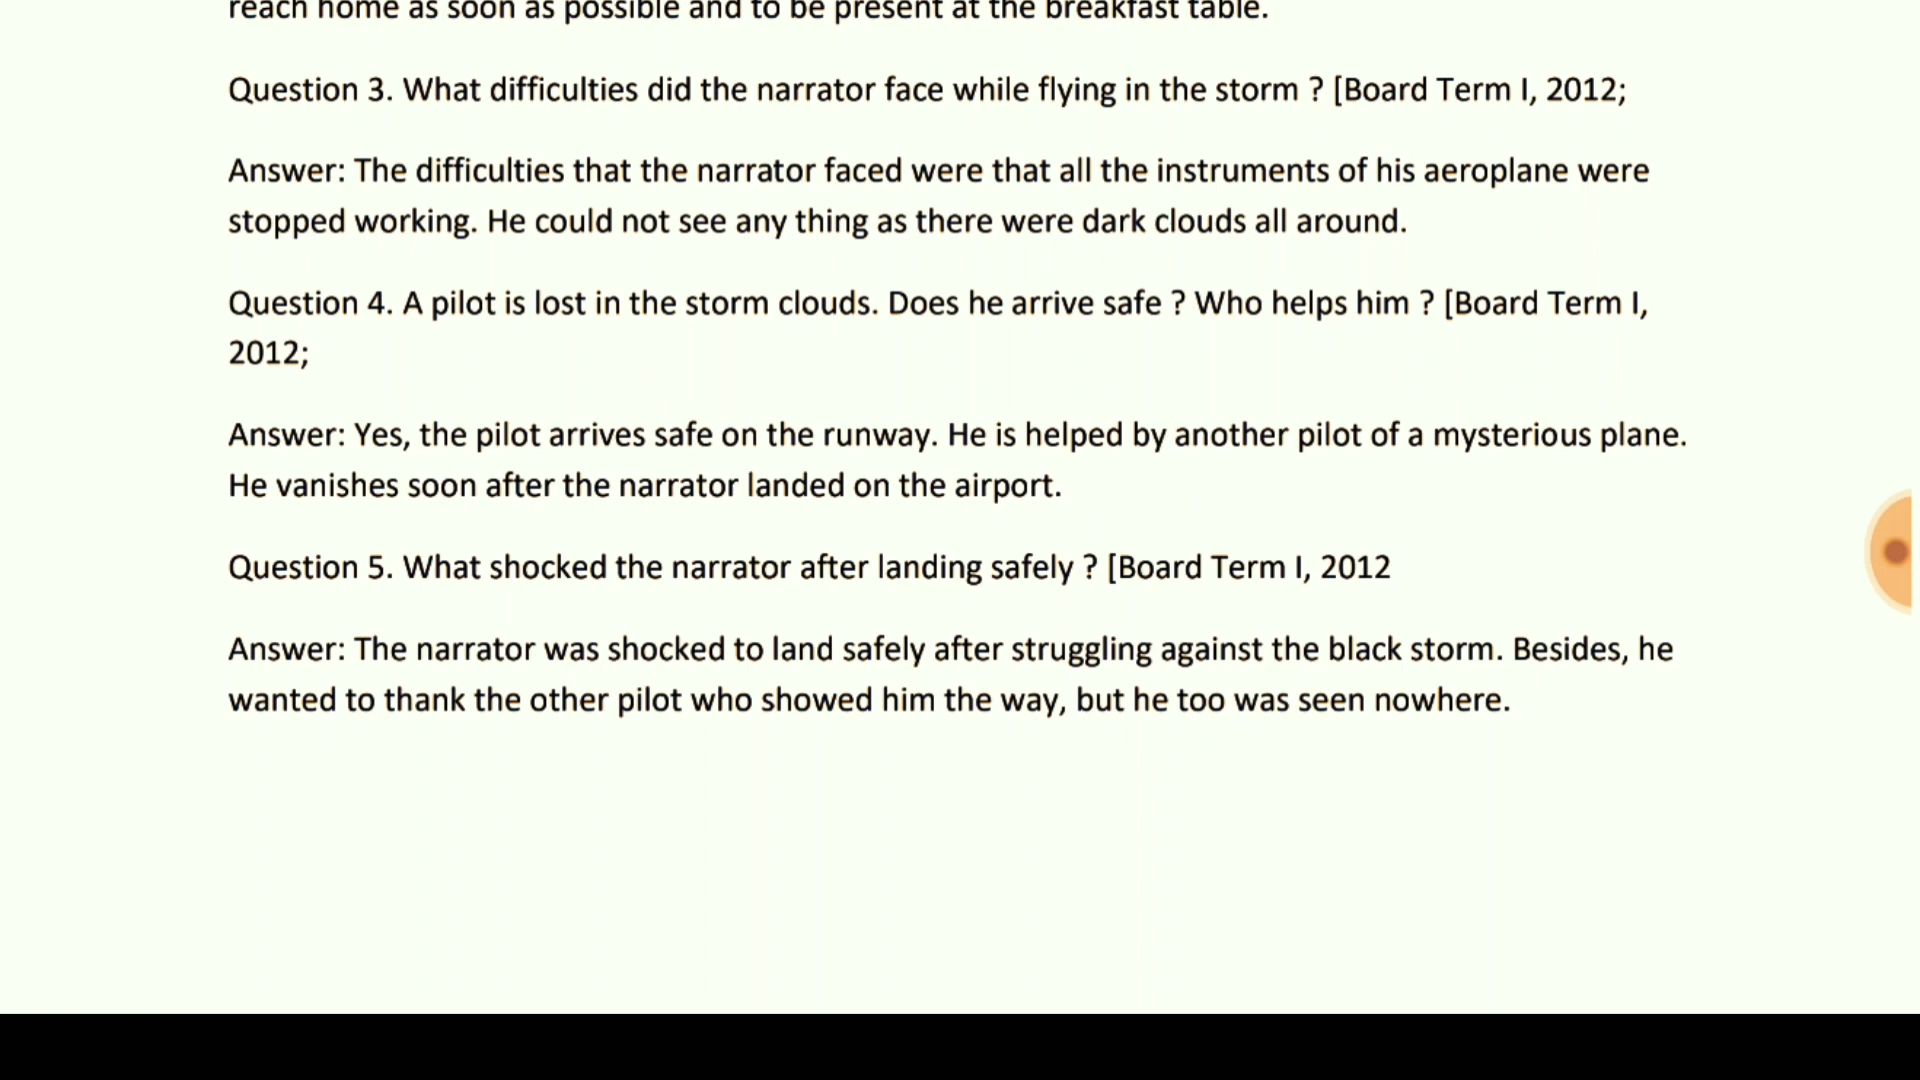 reach home as soon as possible and to be present at the breakfast table.
Question 3. What difficulties did the narrator face while flying in the storm ? [Board Term I, 2012;
Answer: The difficulties that the narrator faced were that all the instruments of his aeroplane were
stopped working. He could not see any thing as there were dark clouds all around.
Question 4. A pilot is lost in the storm clouds. Does he arrive safe ? Who helps him ? [Board Term I,
2012;
Answer: Yes, the pilot arrives safe on the runway. He is helped by another pilot of a mysterious plane.
He vanishes soon after the narrator landed on the airport.
Question 5. What shocked the narrator after landing safely ? [Board Term I, 2012
Answer: The narrator was shocked to land safely after struggling against the black storm. Besides, he
wanted to thank the other pilot who showed him the way, but he too was seen nowhere.